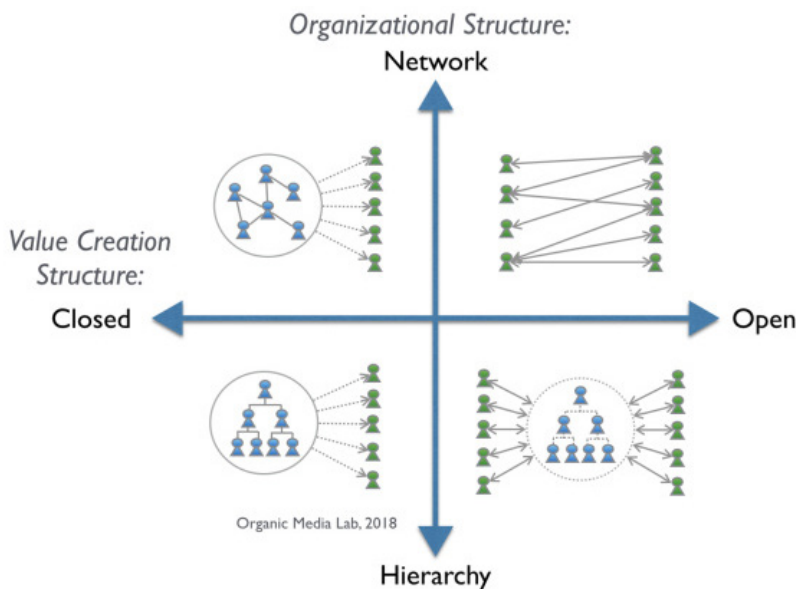 Organizational Structure:
Network
Value Creation
Structure:
Closed
Open
Organic Media Lab, 2018
Hierarchy